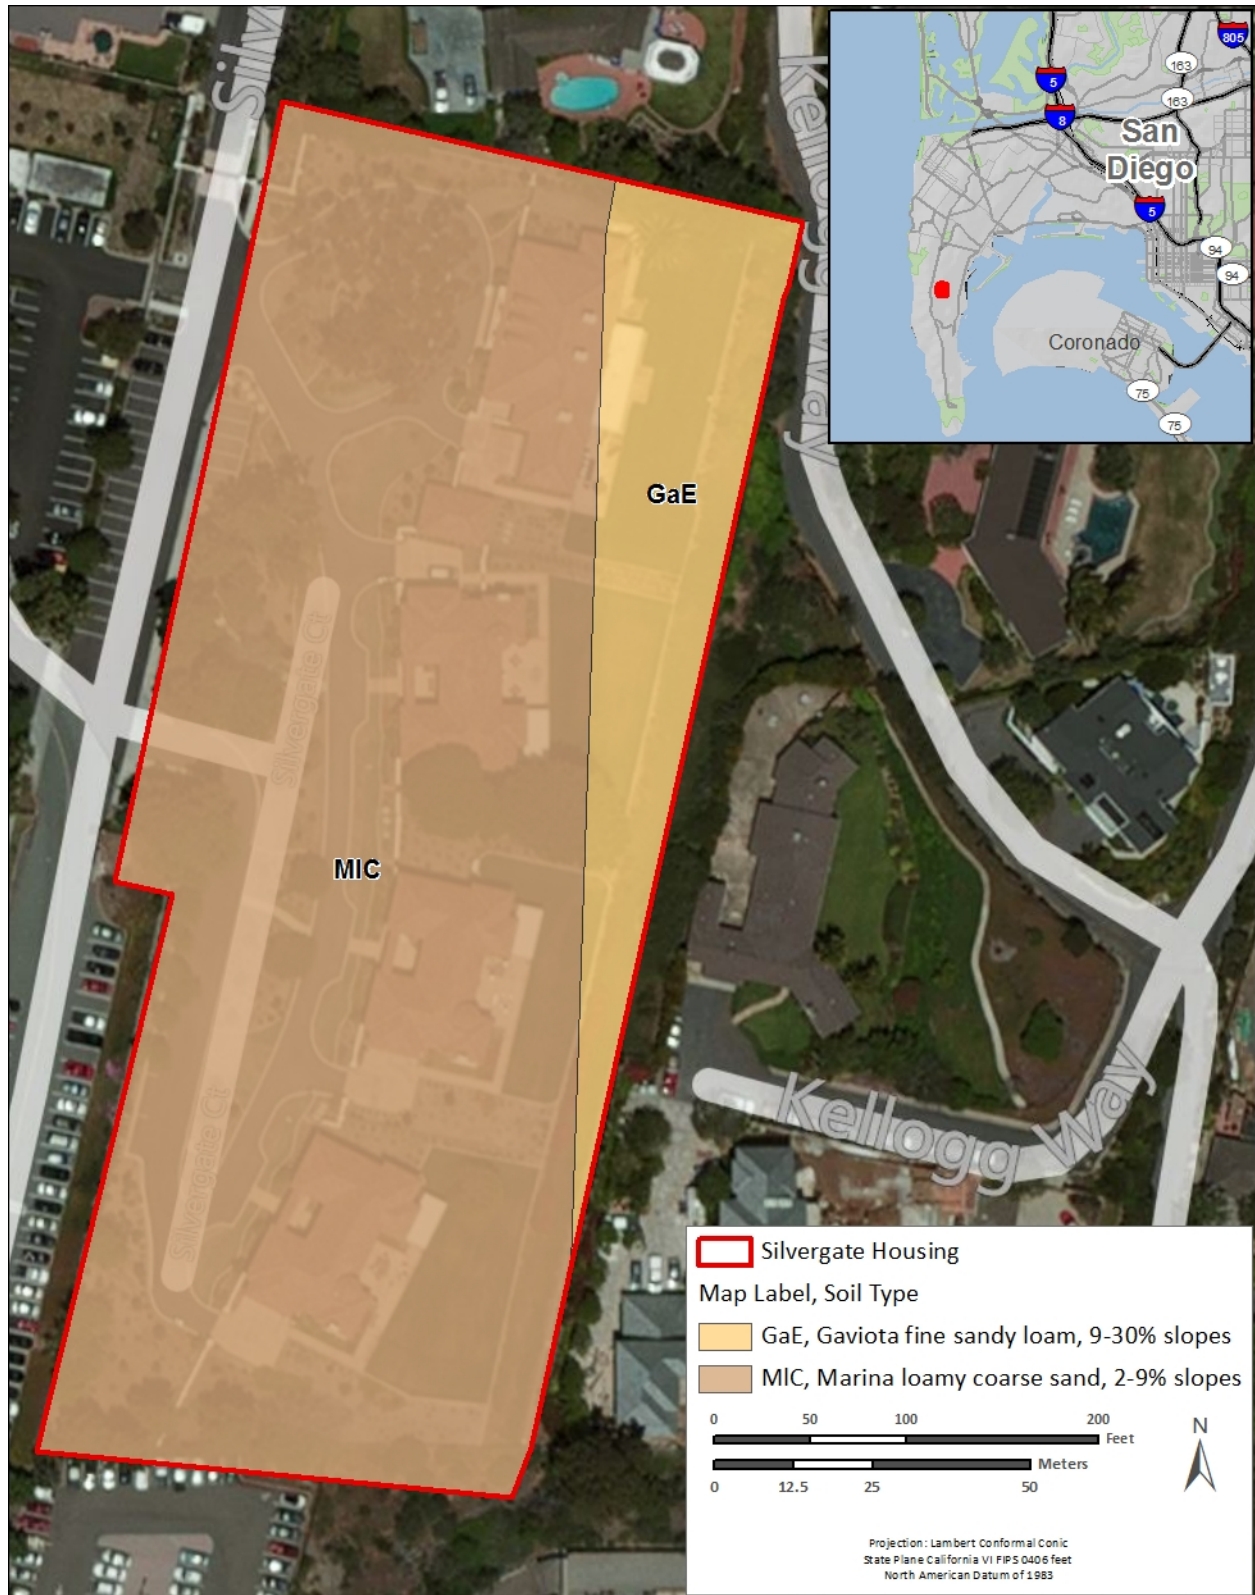 Silv
Kellogg Way
805
163
5
163
8
San
Diego
5
94
94
Coronado
75
75
GaE
Silvergate Ct
MlC
Silvergate Ct
Kellogg Way
Silvergate Housing
Map Label, Soil Type
GaE, Gaviota fine sandy loam, 9-30% slopes
MlC, Marina loamy coarse sand, 2-9% slopes
0 50 100 200
Feet
Meters
0 12.5 25 50
N
Projection: Lambert Conformal Conic
State Plane California VI FIPS 0406 feet
North American Datum of 1983